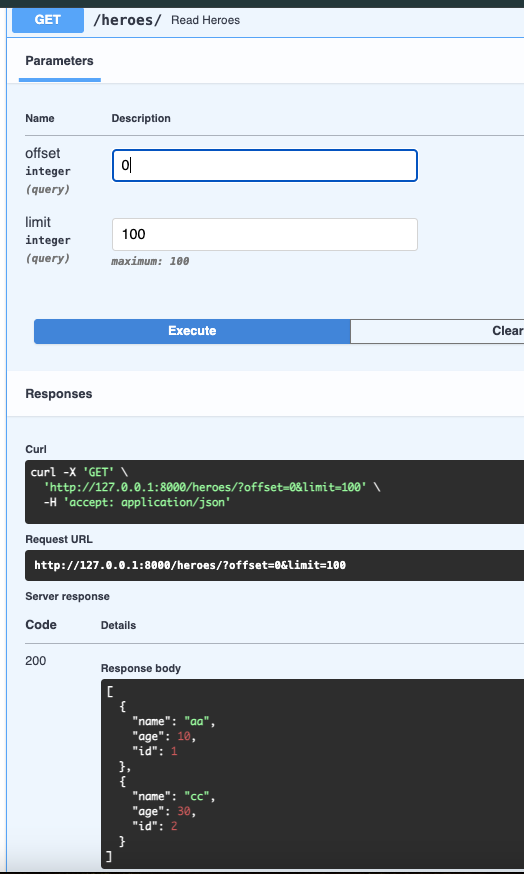 GET /heroes/ Read Heroes
Parameters
Name Description
offset
integer
(query)
0
limit
integer
(query)
100
maximum: 100
Execute Clear
Responses
Curl
curl -X 'GET' \
  'http://127.0.0.1:8000/heroes/?offset=0&limit=100' \
  -H 'accept: application/json'
Request URL
http://127.0.0.1:8000/heroes/?offset=0&limit=100
Server response
Code Details
200
Response body
[
  {
    "name": "aa",
    "age": 10,
    "id": 1
  },
  {
    "name": "cc",
    "age": 30,
    "id": 2
  }
]